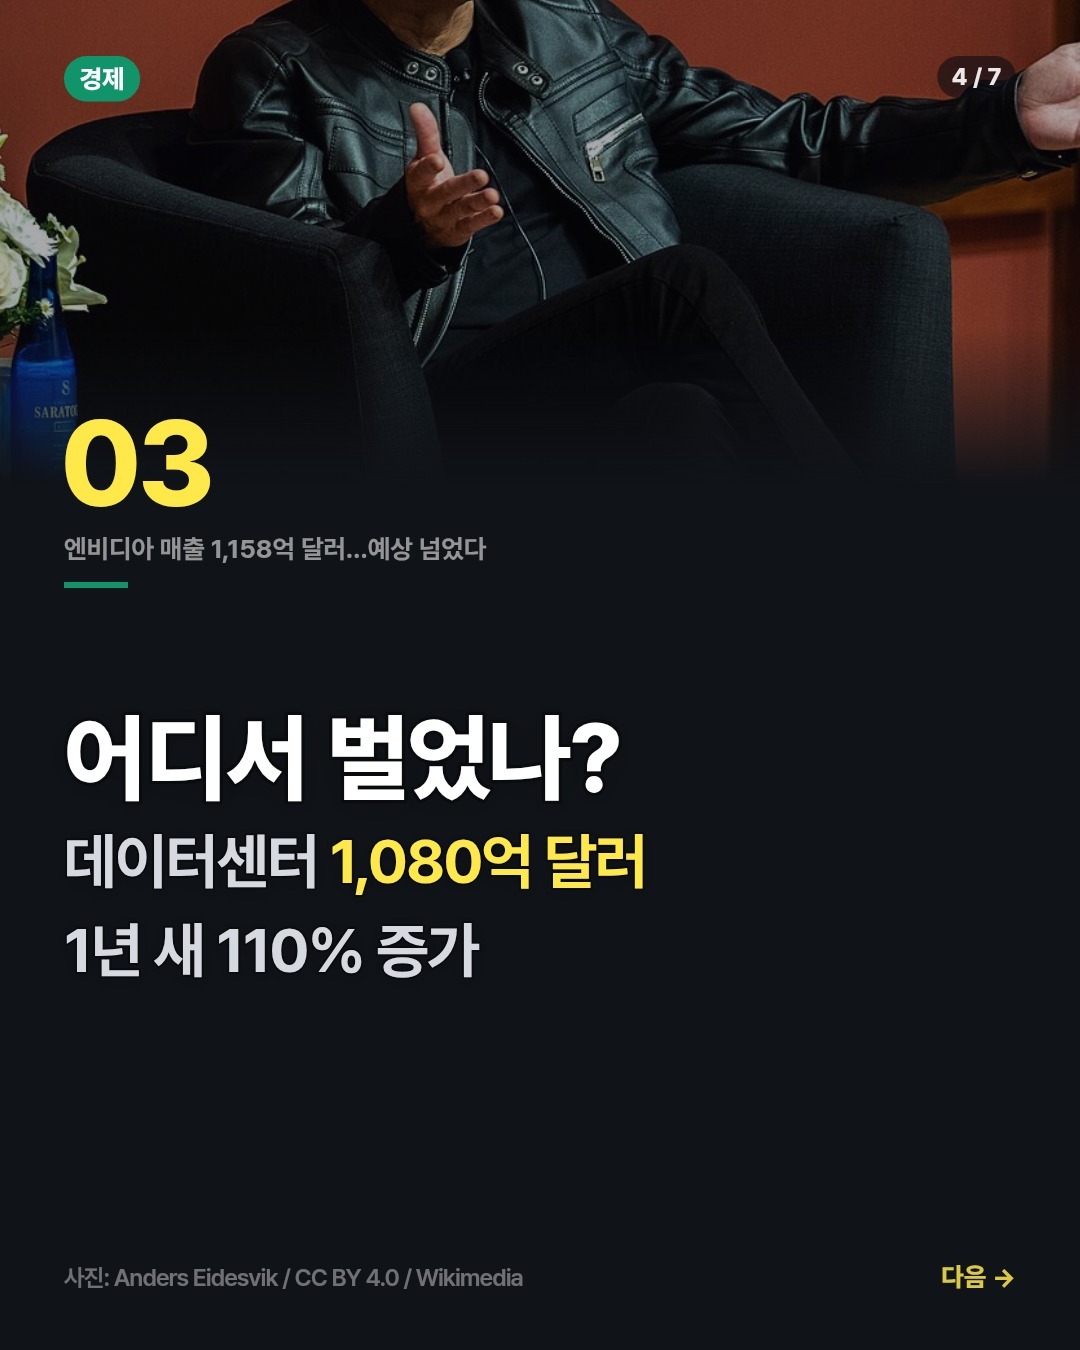 경제
4 / 7
S
03
엔비디아 매출 1,158억 달러...예상 넘었다
어디서 벌었나?
데이터센터 1,080억 달러
1년 새 110% 증가
사진: Anders Eidesvik / CC BY 4.0 / Wikimedia
다음 →